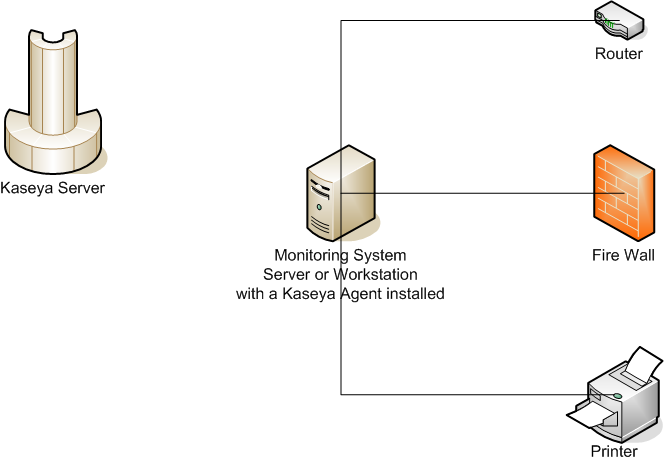 Router
Kaseya Server
Monitoring System
Server or Workstation
with a Kaseya Agent installed
Fire Wall
Printer